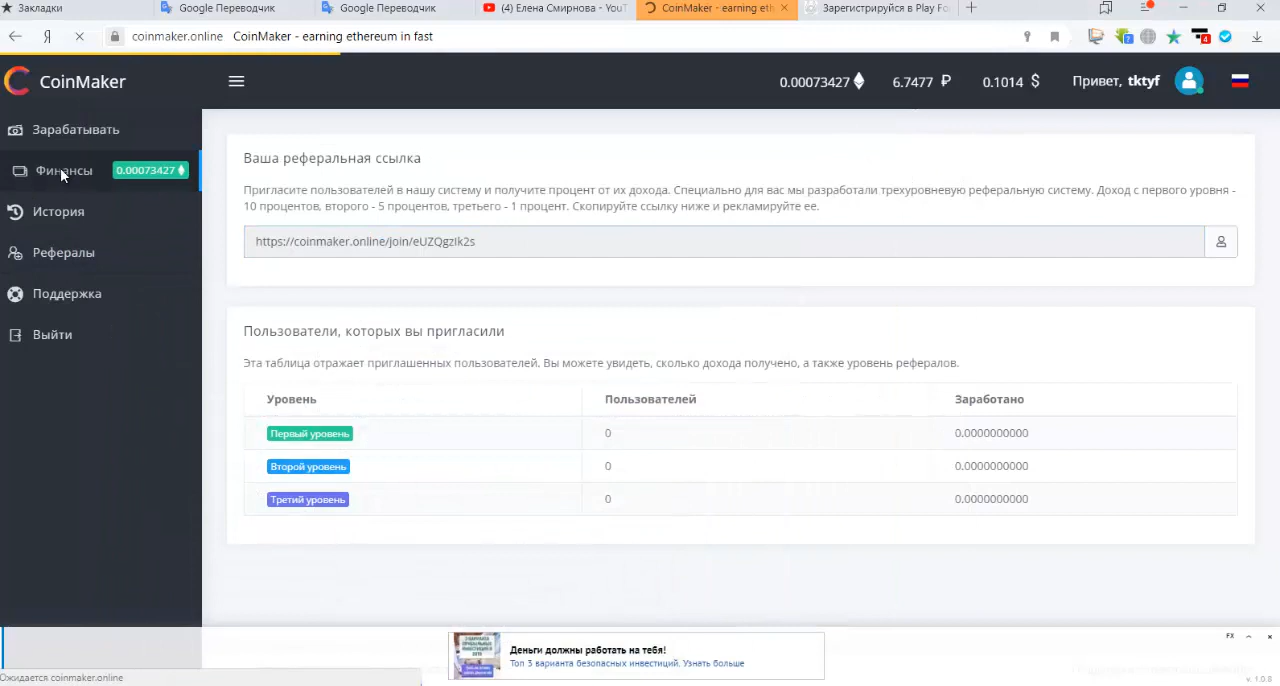 Закладки
Google Переводчик
Google Переводчик
(4) Елена Смирнова - YouT
CoinMaker - earning eth
Зарегистрируйся в Play Fo
Я
coinmaker.online CoinMaker - earning ethereum in fast
CoinMaker
0.00073427
6.7477 ₽
0.1014 $
Привет, tktyf
Зарабатывать
Финансы
0.00073427
История
Рефералы
Поддержка
Выйти
Ваша реферальная ссылка
Пригласите пользователей в нашу систему и получите процент от их дохода. Специально для вас мы разработали трехуровневую реферальную систему. Доход с первого уровня -
10 процентов, второго - 5 процентов, третьего - 1 процент. Скопируйте ссылку ниже и рекламируйте ее.
https://coinmaker.online/join/eUZQgzIk2s
Пользователи, которых вы пригласили
Эта таблица отражает приглашенных пользователей. Вы можете увидеть, сколько дохода получено, а также уровень рефералов.
Уровень Пользователей Заработано
Первый уровень 0 0.0000000000
Второй уровень 0 0.0000000000
Третий уровень 0 0.0000000000
Деньги должны работать на тебя!
Топ 3 варианта безопасных инвестиций. Узнать больше
FX
Ожидается coinmaker.online
v. 1.0.8